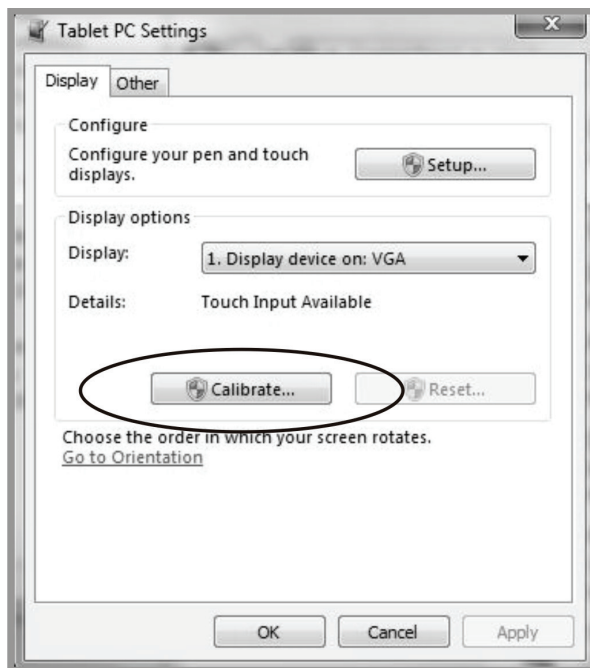 Tablet PC Settings
Display Other
Configure
Configure your pen and touch
displays.
Setup...
Display options
Display: 1. Display device on: VGA
Details: Touch Input Available
Calibrate... Reset...
Choose the order in which your screen rotates.
Go to Orientation
OK Cancel Apply